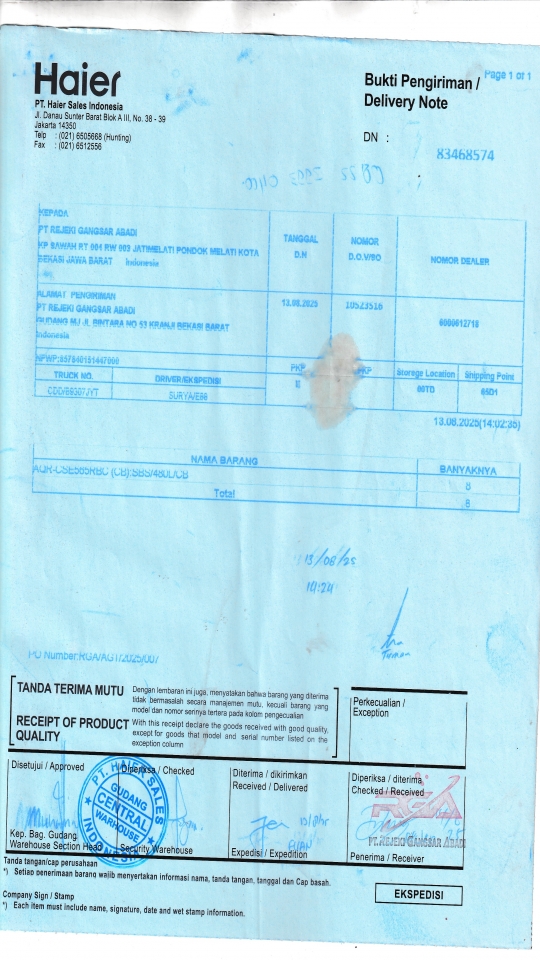 Haier
PT. Haier Sales Indonesia
Jl. Danau Sunter Barat Blok A III, No. 38 - 39
Jakarta 14350
Telp : (021) 6505668 (Hunting)
Fax : (021) 6512556
Page 1 of 1
Bukti Pengiriman /
Delivery Note
DN :
83468574
KEPADA
PT REJEKI GANGSAR ABADI
KP SAWAH RT 001 RW 003 JATIMELATI PONDOK MELATI KOTA
BEKASI JAWA BARAT Indonesia
TANGGAL
D.N
NOMOR
D.O.V/SO
NOMOR DEALER
ALAMAT PENGIRIMAN
PT REJEKI GANGSAR ABADI
GUDANG MJ JL BINTARA NO 53 KRANJI BEKASI BARAT
Indonesia
13.08.2025
10523516
NPWP:
TRUCK NO.
DRIVER/EKSPEDISI
PKP
E
PKP
Storage Location
Shipping Point
SURYA/E86
13.08.2025(14:02:35)
NAMA BARANG
BANYAKNYA
AQR-CSE565RBC (CB):SBS/480L/CB
8
Total
8
13/08/25
14:24
PO Number:RGA/AGT/2025/007
TANDA TERIMA MUTU
Dengan lembaran ini juga, menyatakan bahwa barang yang diterima
tidak bermasalah secara manajemen mutu, kecuali barang yang
model dan nomor serinya tertera pada kolom pengecualian
RECEIPT OF PRODUCT
QUALITY
With this receipt declare the goods received with good quality,
except for goods that model and serial number listed on the
exception column
Perkecualian /
Exception
Disetujui / Approved
Diperiksa / Checked
Diterima / dikirimkan
Received / Delivered
Diperiksa / diterima
Checked / Received
PT. HAIER SALES
GUDANG
CENTRAL
WAREHOUSE
INDONESIA
RGA
PT. REJEKI GANGSAR ABADI
Kep. Bag. Gudang
Warehouse Section Head
Security Warehouse
Expedisi / Expedition
Penerima / Receiver
Tanda tangan/cap perusahaan
*) Setiap penerimaan barang wajib menyertakan informasi nama, tanda tangan, tanggal dan Cap basah.
Company Sign / Stamp
*) Each item must include name, signature, date and wet stamp information.
EKSPEDISI